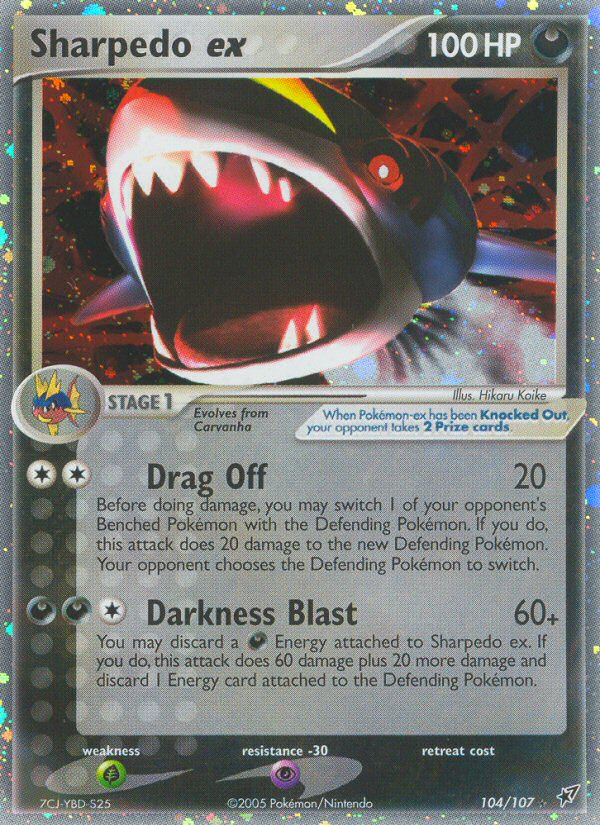 Sharpedo ex 100 HP
Illus. Hikaru Koike
STAGE 1
Evolves from
Carvanha
When Pokémon-ex has been Knocked Out,
your opponent takes 2 Prize cards.
Drag Off 20
Before doing damage, you may switch 1 of your opponent's
Benched Pokémon with the Defending Pokémon. If you do,
this attack does 20 damage to the new Defending Pokémon.
Your opponent chooses the Defending Pokémon to switch.
Darkness Blast 60+
You may discard a Energy attached to Sharpedo ex. If
you do, this attack does 60 damage plus 20 more damage and
discard 1 Energy card attached to the Defending Pokémon.
weakness resistance -30 retreat cost
7CJ-YBD-S25 ©2005 Pokémon/Nintendo 104/107